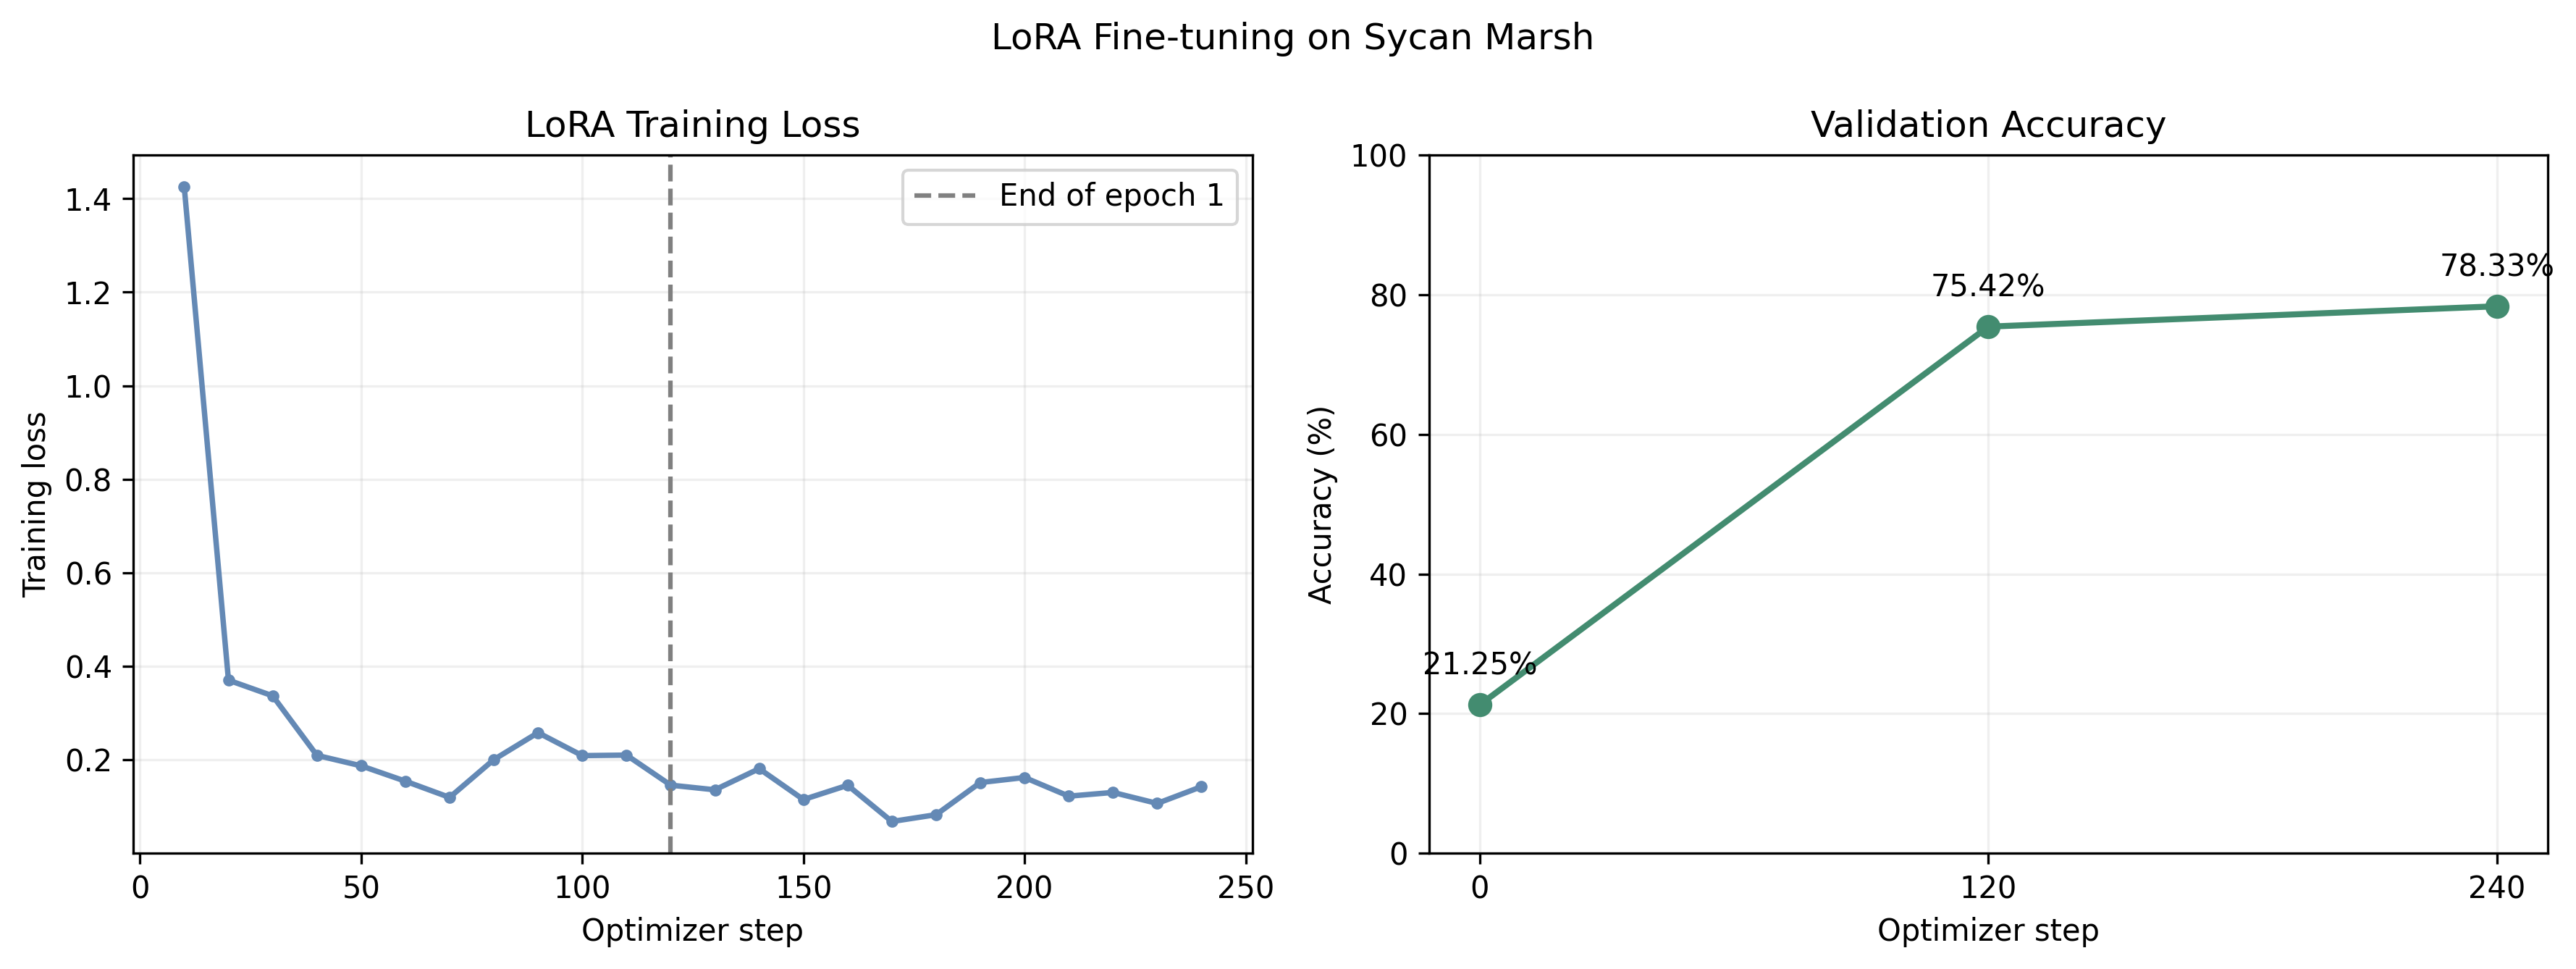 LoRA Fine-tuning on Sycan Marsh
LoRA Training Loss
End of epoch 1
Training loss
1.4
1.2
1.0
0.8
0.6
0.4
0.2
0 50 100 150 200 250
Optimizer step
Validation Accuracy
Accuracy (%)
100
80
60
40
20
0
21.25%
75.42%
78.33%
0 120 240
Optimizer step